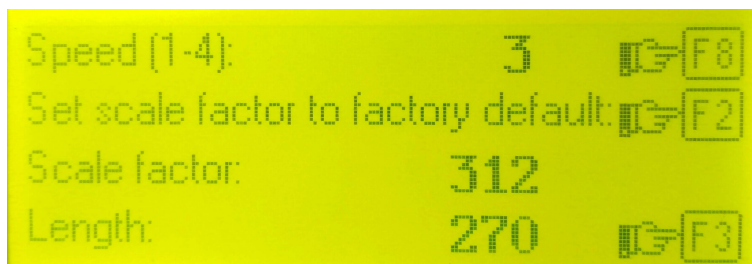 Speed (1-4): 3 F8
Set scale factor to factory default: F2
Scale factor: 312
Length: 270 F3